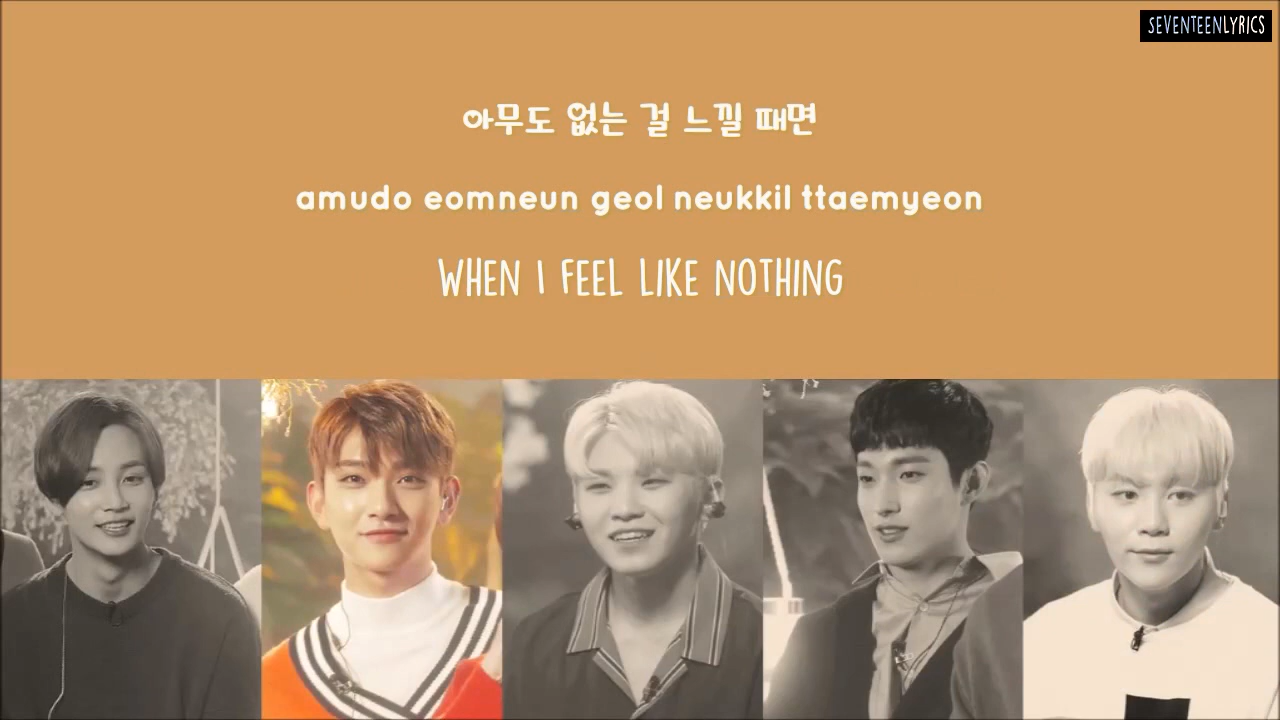 SEVENTEENLYRICS
아무도 없는 걸 느낄 때면
amudo eomneun geol neukkil ttaemyeon
WHEN I FEEL LIKE NOTHING